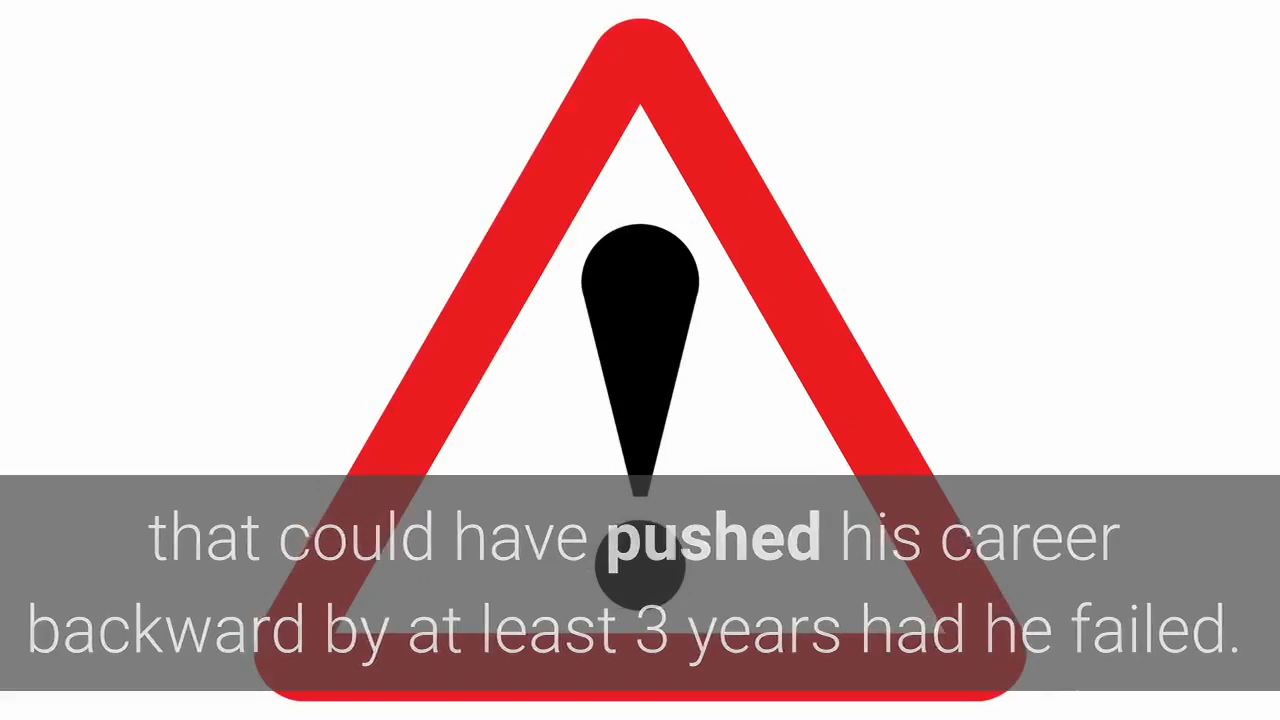 that could have pushed his career
backward by at least 3 years had he failed.